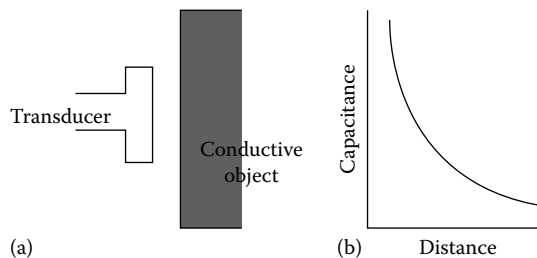 Transducer
Conductive
object
(a)
Capacitance
Distance
(b)